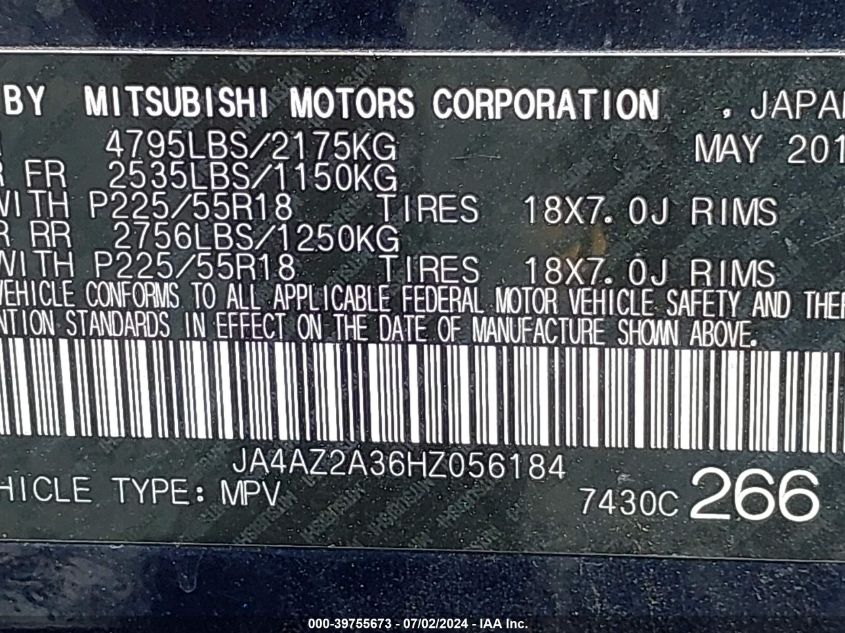 BY MITSUBISHI MOTORS CORPORATION , JAPAN
4795LBS/2175KG MAY 201
FR 2535LBS/1150KG
WITH P225/55R18 TIRES 18X7.0J RIMS
RR 2756LBS/1250KG
WITH P225/55R18 TIRES 18X7.0J RIMS
VEHICLE CONFORMS TO ALL APPLICABLE FEDERAL MOTOR VEHICLE SAFETY AND THEF
NTION STANDARDS IN EFFECT ON THE DATE OF MANUFACTURE SHOWN ABOVE.
JA4AZ2A36HZ056184
HICLE TYPE: MPV 7430C 266
000-39755673 - 07/02/2024 - IAA Inc.